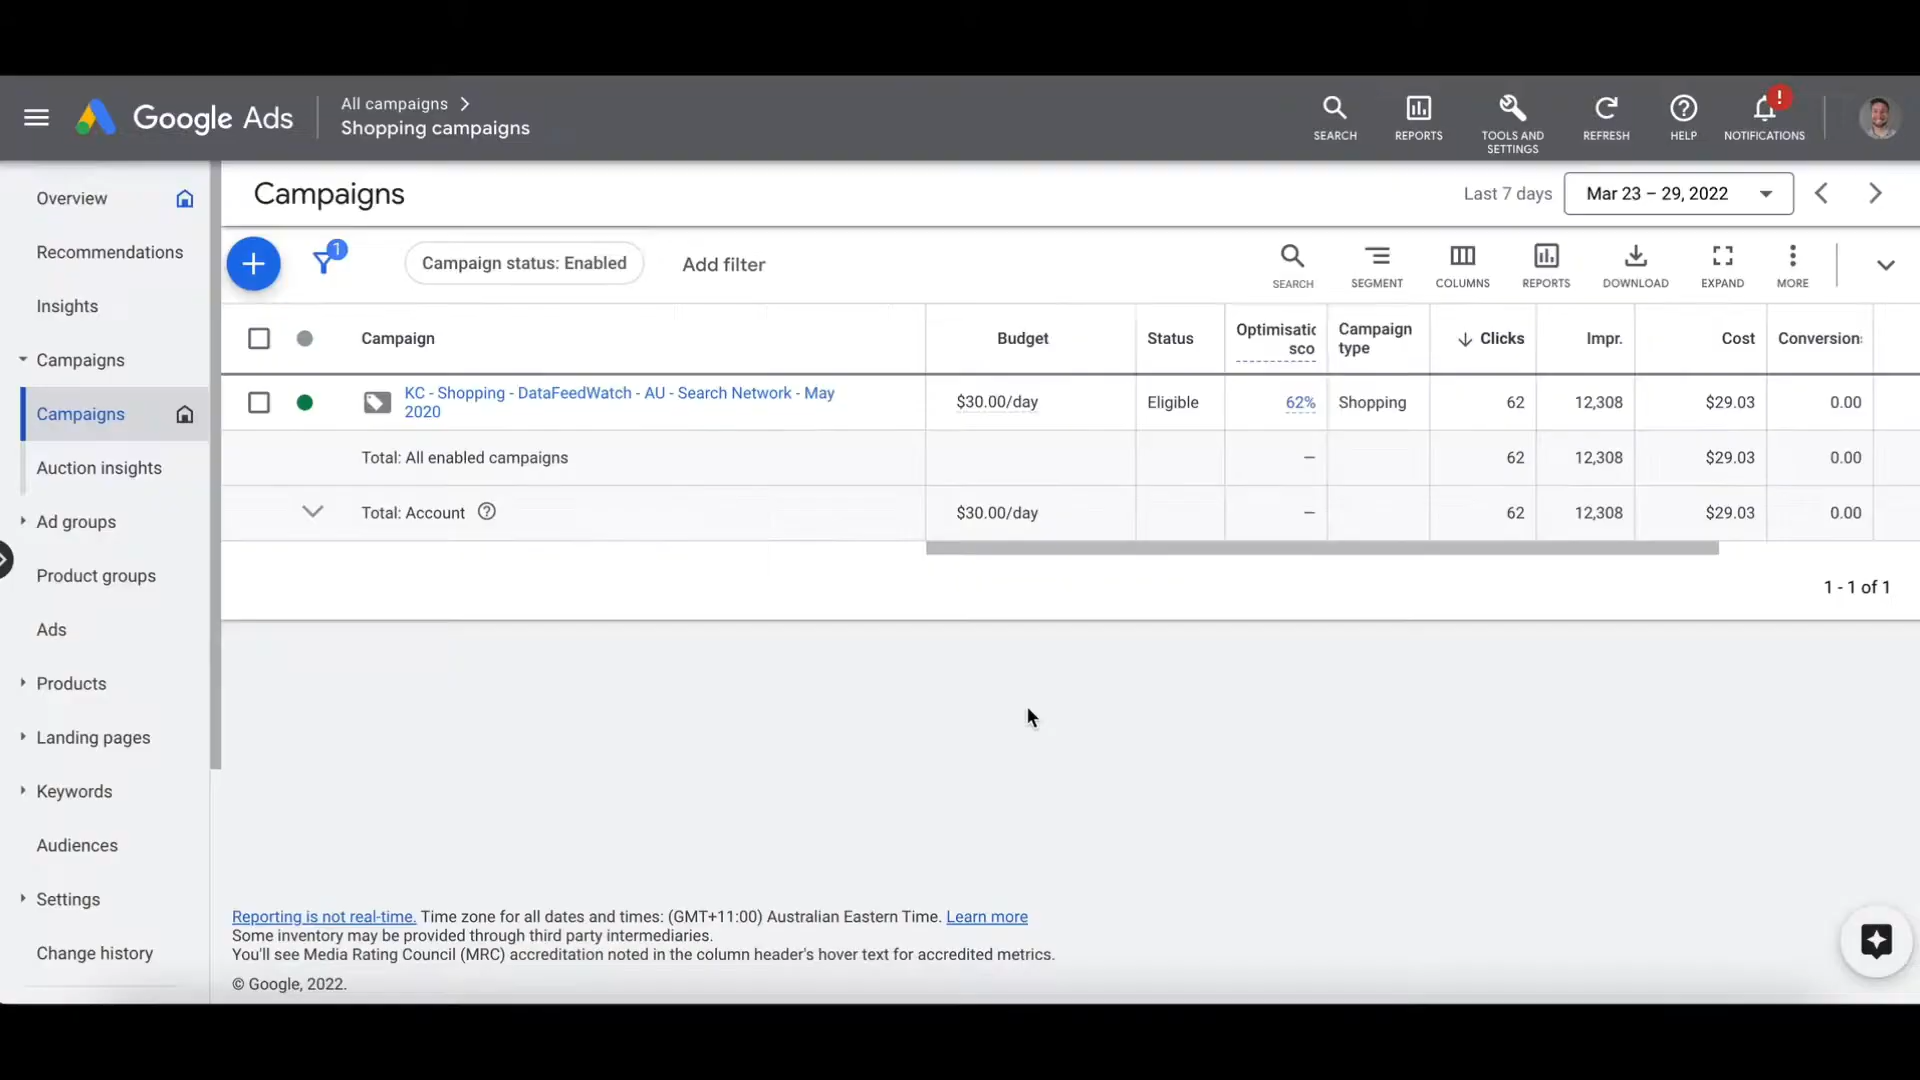 Google Ads
All campaigns
Shopping campaigns
SEARCH
REPORTS
TOOLS AND
SETTINGS
REFRESH
HELP
!
NOTIFICATIONS
Overview
Recommendations
Insights
Campaigns
Campaigns
Auction insights
Ad groups
Product groups
Ads
Products
Landing pages
Keywords
Audiences
Settings
Change history
Campaigns
Last 7 days
Mar 23 – 29, 2022
1
Campaign status: Enabled
Add filter
SEARCH
SEGMENT
COLUMNS
REPORTS
DOWNLOAD
EXPAND
MORE
Campaign
Budget
Status
Optimisatic
sco
Campaign
type
Clicks
Impr.
Cost
Conversion
KC - Shopping - DataFeedWatch - AU - Search Network - May
2020
$30.00/day
Eligible
62%
Shopping
62
12,308
$29.03
0.00
Total: All enabled campaigns
–
62
12,308
$29.03
0.00
Total: Account
$30.00/day
–
62
12,308
$29.03
0.00
1 - 1 of 1
Reporting is not real-time. Time zone for all dates and times: (GMT+11:00) Australian Eastern Time. Learn more
Some inventory may be provided through third party intermediaries.
You'll see Media Rating Council (MRC) accreditation noted in the column header's hover text for accredited metrics.
© Google, 2022.